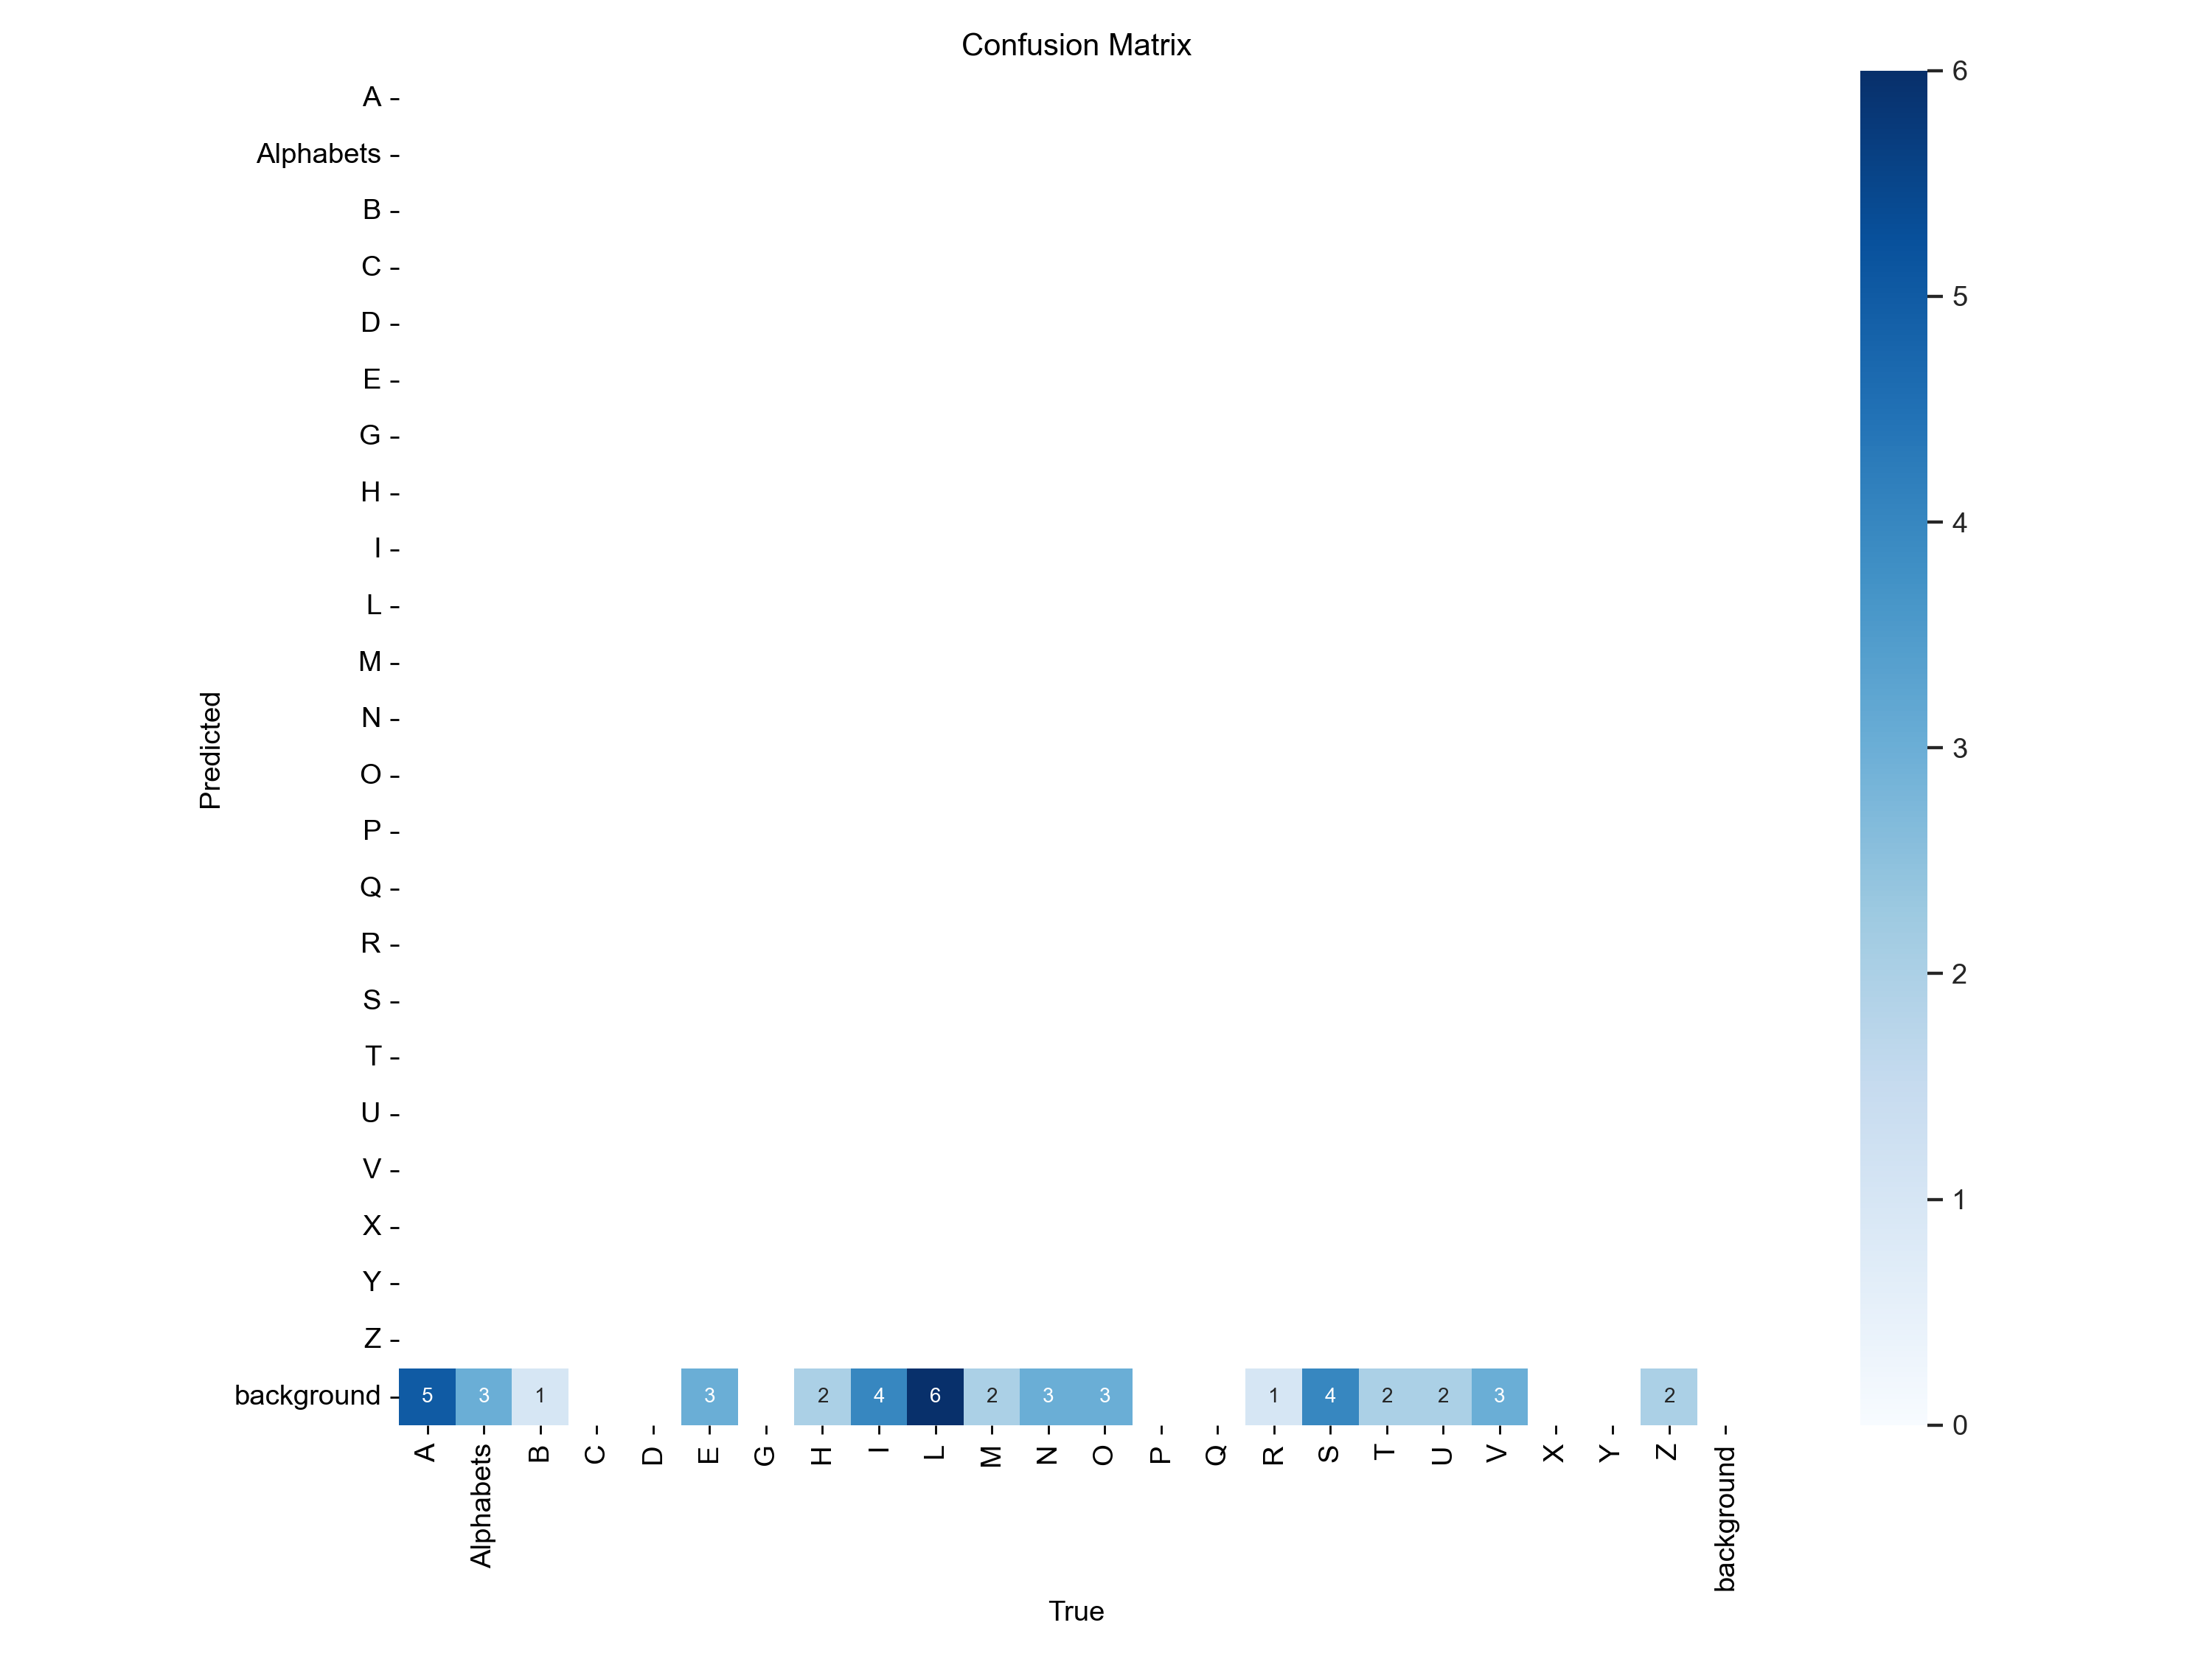 Confusion Matrix
A
Alphabets
B
C
D
E
G
H
I
L
M
N
O
P
Q
R
S
T
U
V
X
Y
Z
background
Predicted
5 3 1 3 2 4 6 2 3 3 1 4 2 2 3 2
A Alphabets B C D E G H I L M N O P Q R S T U V X Y Z background
True
6
5
4
3
2
1
0